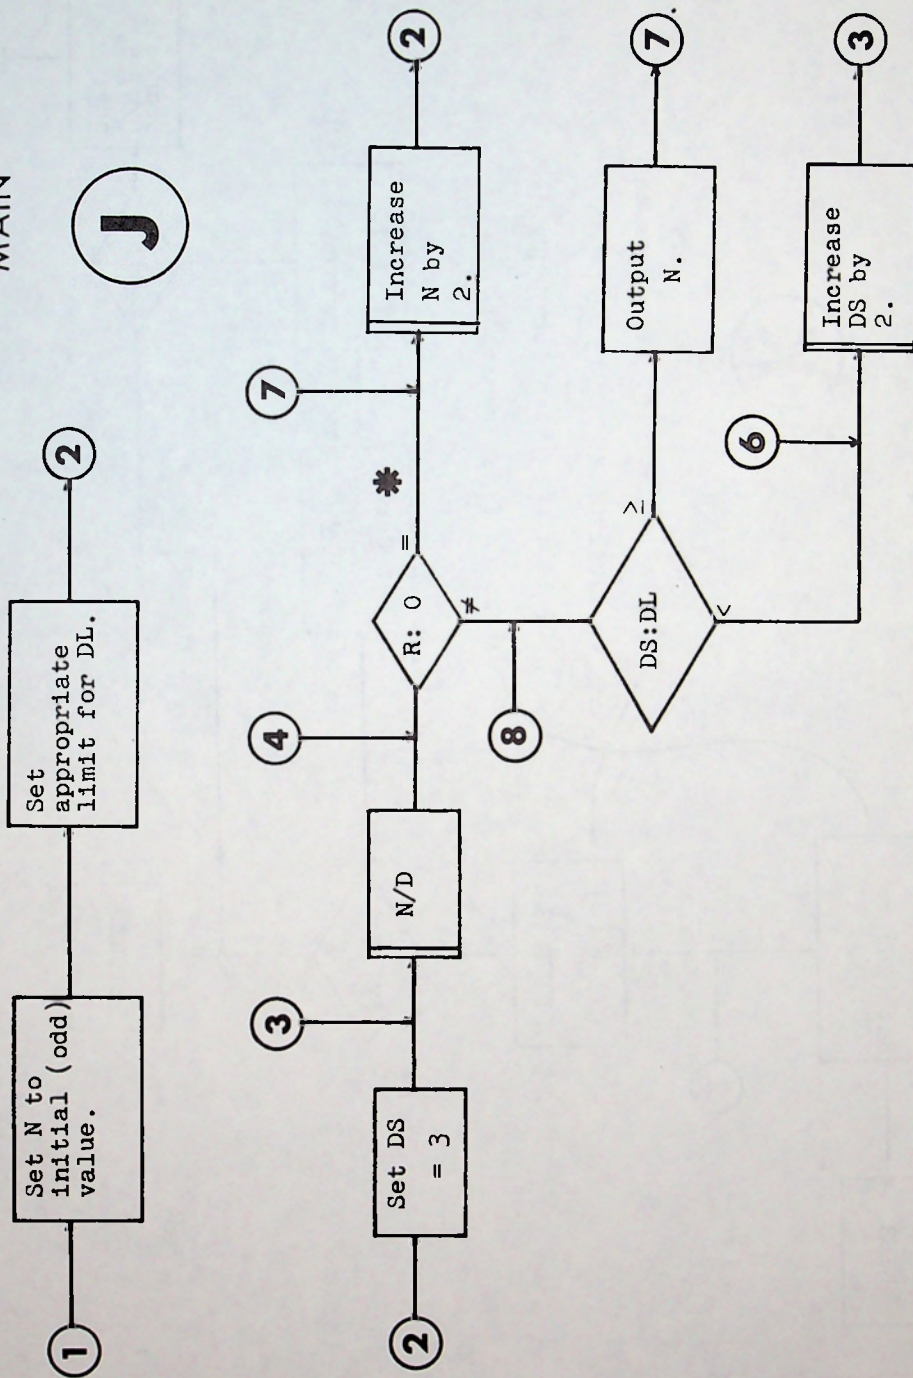 MAIN
J
1
Set N to
initial (odd)
value.
Set
appropriate
limit for DL.
2
2
Set DS
= 3
3
N/D
4
R: 0
=
≠
*
7
Increase
N by
2.
2
8
DS:DL
≥
<
Output
N.
7.
6
Increase
DS by
2.
3